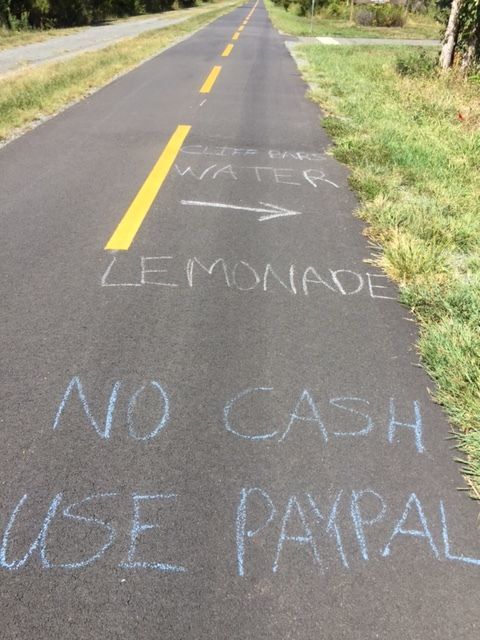 CLIFF BARS
WATER
LEMONADE
NO CASH
USE PAYPAL